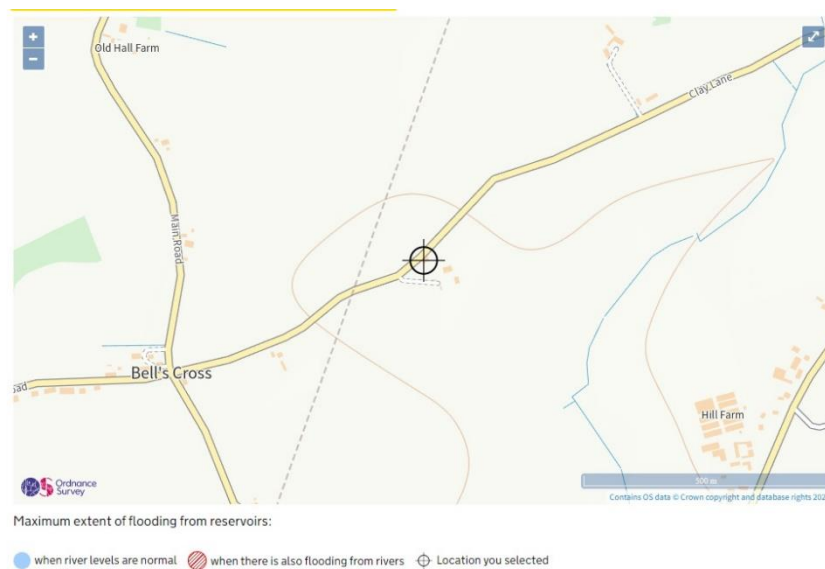 +
Old Hall Farm
−
Clay Lane
Main Road
Bell's Cross
Hill Farm
Ordnance
Survey
500 m
Contains OS data © Crown copyright and database rights 202
Maximum extent of flooding from reservoirs:
when river levels are normal when there is also flooding from rivers Location you selected